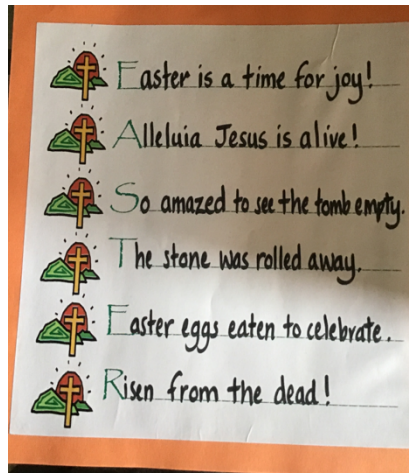 Easter is a time for joy!
Alleluia Jesus is alive!
So amazed to see the tomb empty.
The stone was rolled away.
Easter eggs eaten to celebrate.
Risen from the dead!